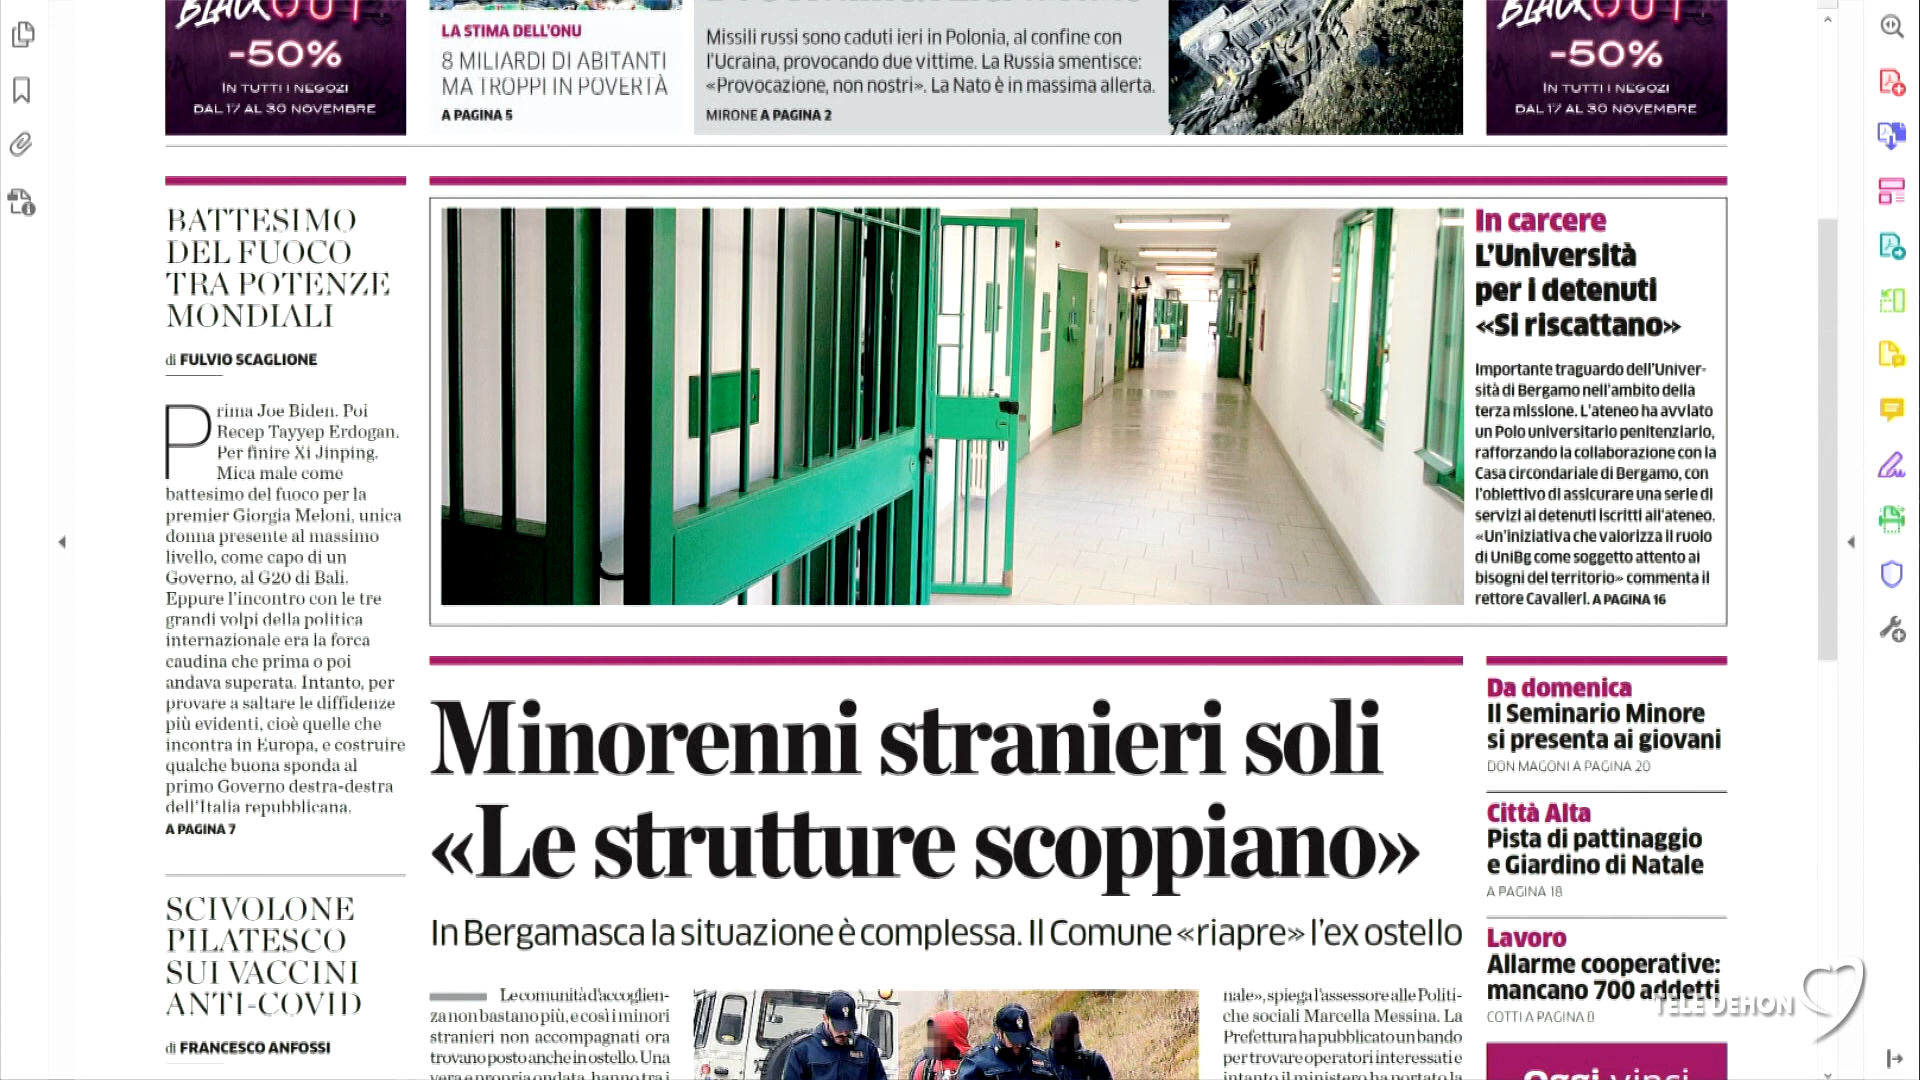 BLACKOUT
-50%
IN TUTTI I NEGOZI
DAL 17 AL 30 NOVEMBRE
LA STIMA DELL'ONU
8 MILIARDI DI ABITANTI
MA TROPPI IN POVERTÀ
A PAGINA 5
Missili russi sono caduti ieri in Polonia, al confine con
l'Ucraina, provocando due vittime. La Russia smentisce:
«Provocazione, non nostri». La Nato è in massima allerta.
MIRONE A PAGINA 2
BLACKOUT
-50%
IN TUTTI I NEGOZI
DAL 17 AL 30 NOVEMBRE
BATTESIMO
DEL FUOCO
TRA POTENZE
MONDIALI
di FULVIO SCAGLIONE
Prima Joe Biden. Poi
Recep Tayyep Erdogan.
Per finire Xi Jinping.
Mica male come
battesimo del fuoco per la
premier Giorgia Meloni, unica
donna presente al massimo
livello, come capo di un
Governo, al G20 di Bali.
Eppure l'incontro con le tre
grandi volpi della politica
internazionale era la forca
caudina che prima o poi
andava superata. Intanto, per
provare a saltare le diffidenze
più evidenti, cioè quelle che
incontra in Europa, e costruire
qualche buona sponda al
primo Governo destra-destra
dell'Italia repubblicana.
A PAGINA 7
SCIVOLONE
PILATESCO
SUI VACCINI
ANTI-COVID
di FRANCESCO ANFOSSI
In carcere
L'Università
per i detenuti
«Si riscattano»
Importante traguardo dell'Univer-
sità di Bergamo nell'ambito della
terza missione. L'ateneo ha avviato
un Polo universitario penitenziario,
rafforzando la collaborazione con la
Casa circondariale di Bergamo, con
l'obiettivo di assicurare una serie di
servizi ai detenuti iscritti all'ateneo.
«Un'iniziativa che valorizza il ruolo
di UniBg come soggetto attento ai
bisogni del territorio» commenta il
rettore Cavalieri. A PAGINA 16
Minorenni stranieri soli
«Le strutture scoppiano»
In Bergamasca la situazione è complessa. Il Comune «riapre» l'ex ostello
Le comunità d'accoglien-
za non bastano più, e così i minori
stranieri non accompagnati ora
trovano posto anche in ostello. Una
vera e propria ondata, hanno tra i
nale», spiega l'assessore alle Politi-
che sociali Marcella Messina. La
Prefettura ha pubblicato un bando
per trovare operatori interessati e
intanto il ministero ha portato la
Da domenica
Il Seminario Minore
si presenta ai giovani
DON MAGONI A PAGINA 20
Città Alta
Pista di pattinaggio
e Giardino di Natale
A PAGINA 18
Lavoro
Allarme cooperative:
mancano 700 addetti
COTTI A PAGINA 8
TELE DEHON
Oggi vinci